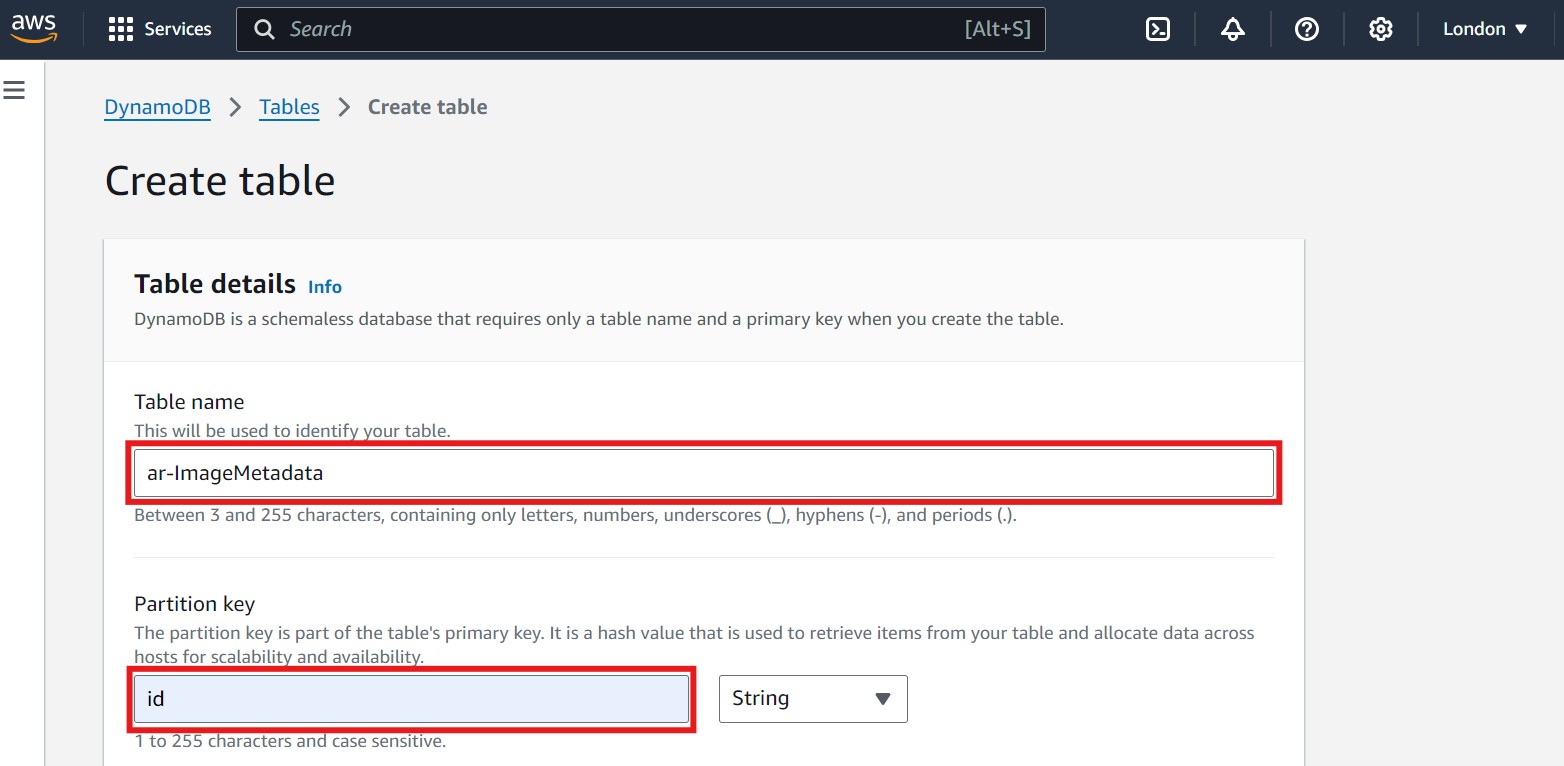 aws Services Search [Alt+S] London
DynamoDB Tables Create table
Create table
Table details Info
DynamoDB is a schemaless database that requires only a table name and a primary key when you create the table.
Table name
This will be used to identify your table.
ar-ImageMetadata
Between 3 and 255 characters, containing only letters, numbers, underscores (_), hyphens (-), and periods (.).
Partition key
The partition key is part of the table's primary key. It is a hash value that is used to retrieve items from your table and allocate data across
hosts for scalability and availability.
id String
1 to 255 characters and case sensitive.